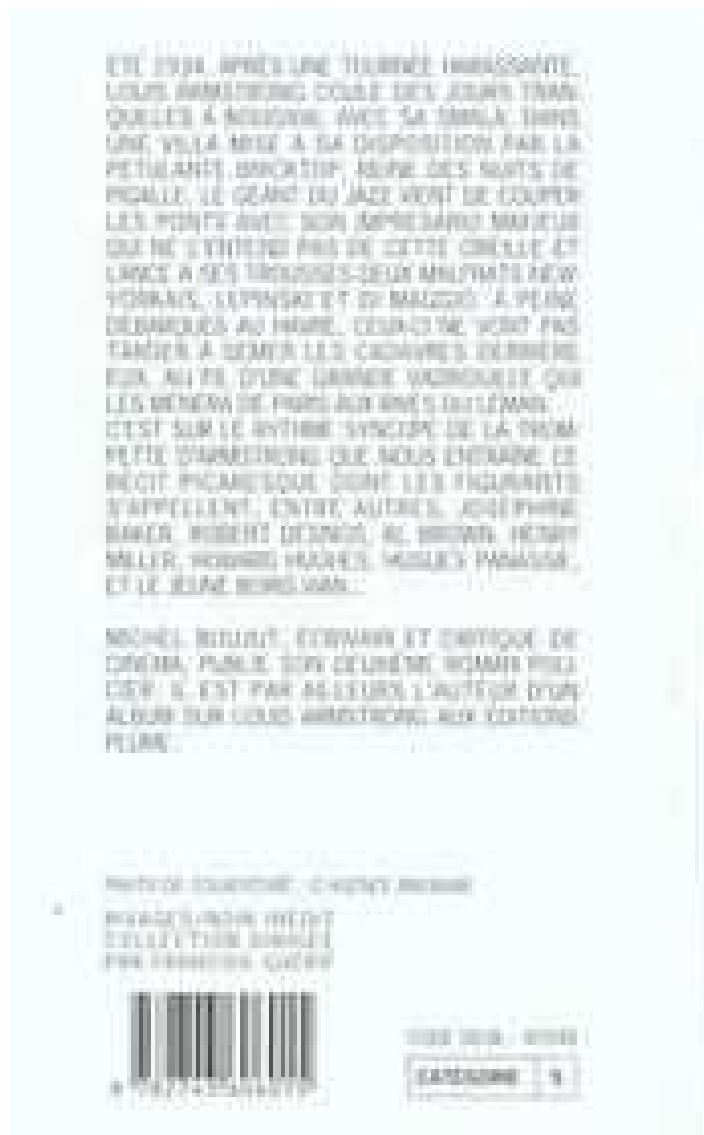 ÉTÉ 1934. APRÈS UNE TOURNÉE HARASSANTE,
LOUIS ARMSTRONG COULE DES JOURS TRAN-
QUILLES À BOUGIVAL AVEC SA SMALA, DANS
UNE VILLA MISE À SA DISPOSITION PAR LA
PÉTULANTE BRICKTOP, REINE DES NUITS DE
PIGALLE. LE GÉANT DU JAZZ VIENT DE COUPER
LES PONTS AVEC SON IMPRESARIO MAFIEUX
QUI NE L'ENTEND PAS DE CETTE OREILLE ET
LANCE À SES TROUSSES DEUX MALFRATS NEW-
YORKAIS, LEPINSKI ET DI MAGGIO. À PEINE
DÉBARQUÉS AU HAVRE, CEUX-CI NE VONT PAS
TARDER À SEMER LES CADAVRES DERRIÈRE
EUX, AU FIL D'UNE GRANDE VADROUILLE QUI
LES MÈNERA DE PARIS AUX RIVES DU LÉMAN.
C'EST SUR LE RYTHME SYNCOPÉ DE LA TROM-
PETTE D'ARMSTRONG QUE NOUS ENTRAÎNE CE
RÉCIT PICARESQUE DONT LES FIGURANTS
S'APPELLENT, ENTRE AUTRES, JOSÉPHINE
BAKER, ROBERT DESNOS, AL BROWN, HENRY
MILLER, HOWARD HUGHES, HUGUES PANASSIÉ,
ET LE JEUNE BORIS VIAN...
MICHEL BOUJUT, ÉCRIVAIN ET CRITIQUE DE
CINÉMA, PUBLIE SON DEUXIÈME ROMAN POLI-
CIER. IL EST PAR AILLEURS L'AUTEUR D'UN
ALBUM SUR LOUIS ARMSTRONG AUX ÉDITIONS
PLUME.
RIVAGES/NOIR INÉDIT
COLLECTION DIRIGÉE
PAR FRANÇOIS GUÉRIF
CATÉGORIE 5